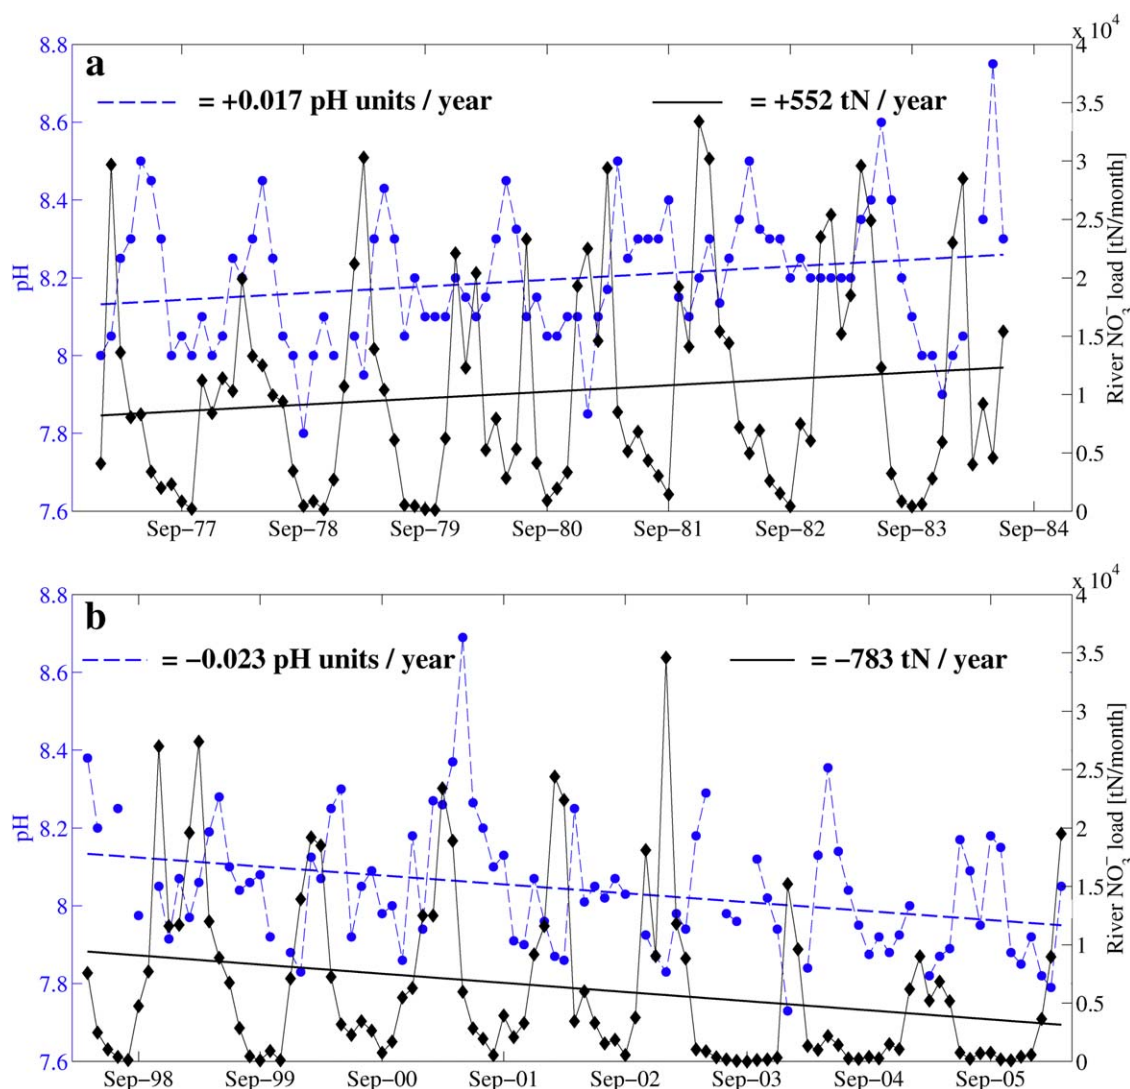 x 10⁴
8.8
4
a
= +0.017 pH units / year
= +552 tN / year
3.5
8.6
3
8.4
2.5
pH
8.2
2
River NO₃⁻ load [tN/month]
1.5
8
1
7.8
0.5
7.6
0
Sep–77
Sep–78
Sep–79
Sep–80
Sep–81
Sep–82
Sep–83
Sep–84
x 10⁴
8.8
4
b
= –0.023 pH units / year
= –783 tN / year
3.5
8.6
3
8.4
2.5
pH
8.2
2
River NO₃⁻ load [tN/month]
1.5
8
1
7.8
0.5
7.6
0
Sep–98
Sep–99
Sep–00
Sep–01
Sep–02
Sep–03
Sep–04
Sep–05